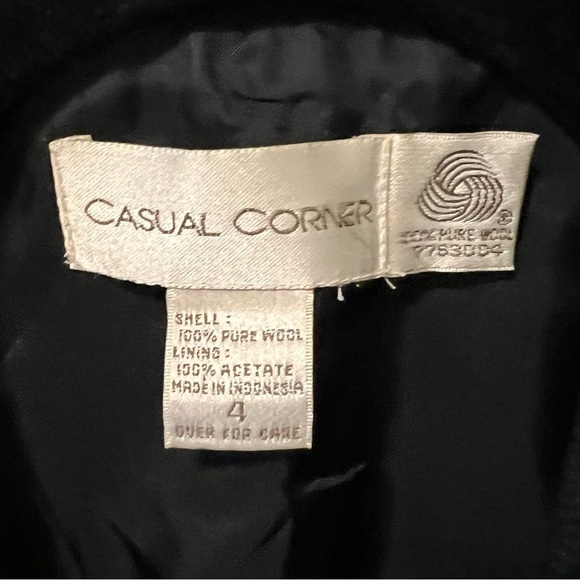 CASUAL CORNER
®
100% PURE WOOL
SHELL :
100% PURE WOOL
LINING :
100% ACETATE
MADE IN INDONESIA
4
OVER FOR CARE